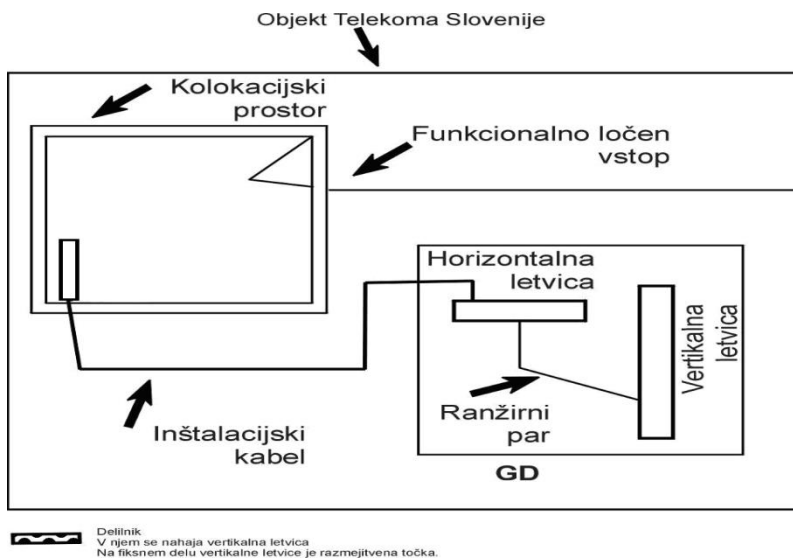 Objekt Telekoma Slovenije
Kolokacijski
prostor
Funkcionalno ločen
vstop
Horizontalna
letvica
Vertikalna
letvica
Ranžirni
par
Inštalacijski
kabel
GD
Delilnik
V njem se nahaja vertikalna letvica
Na fiksnem delu vertikalne letvice je razmejitvena točka.